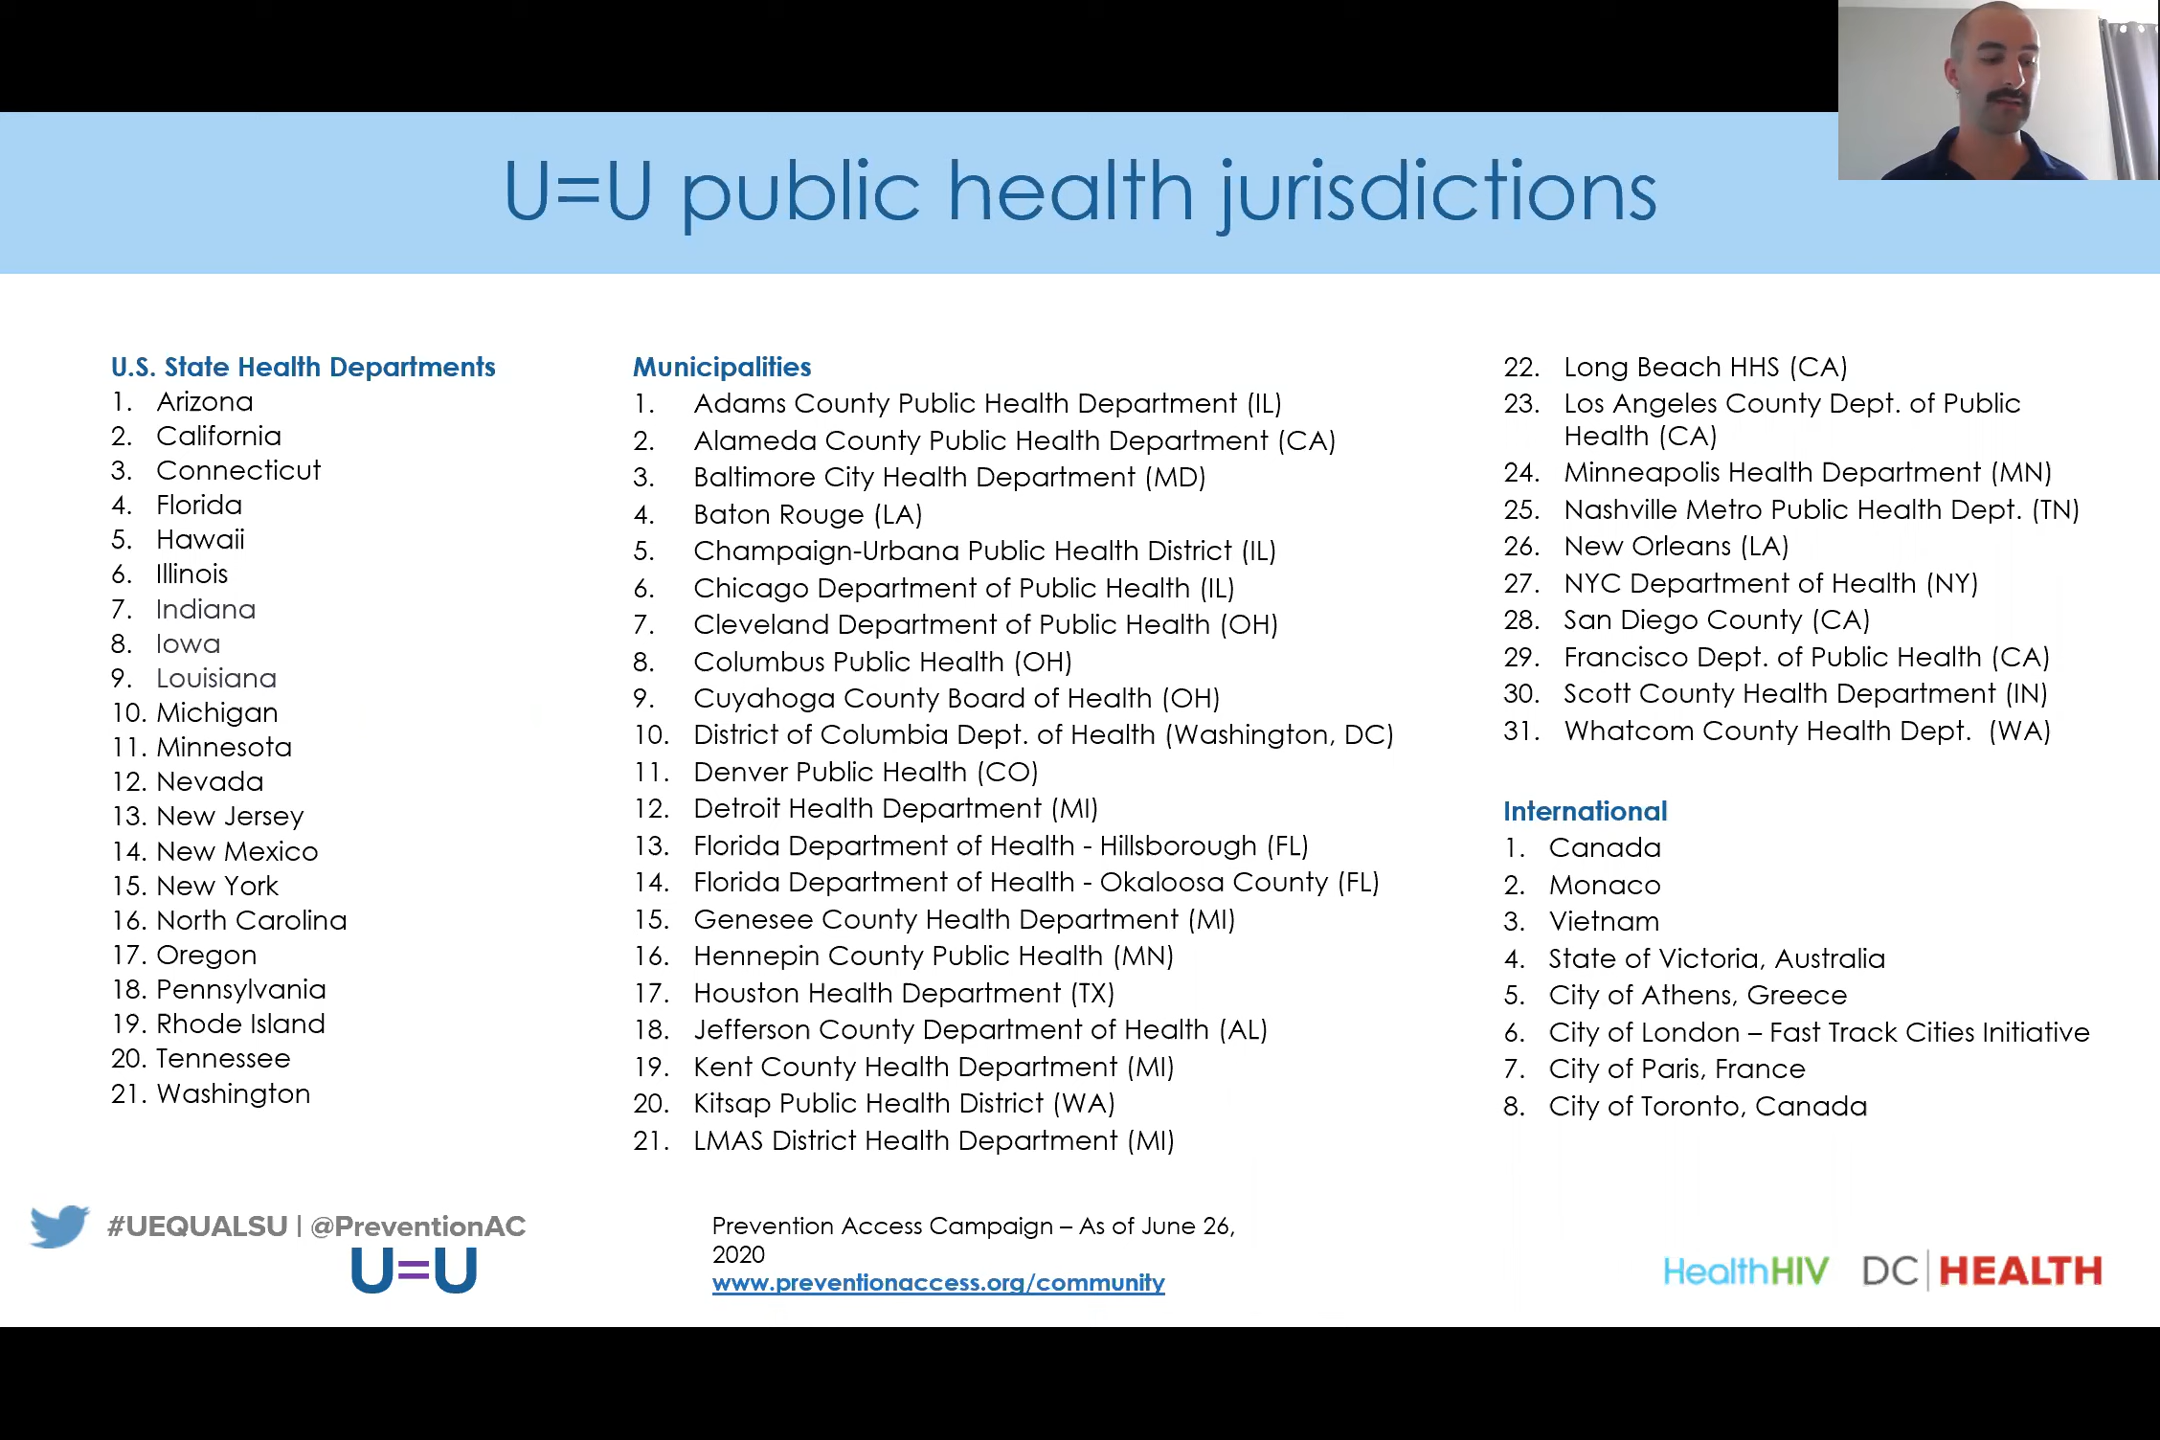 U=U public health jurisdictions
U.S. State Health Departments
1. Arizona
2. California
3. Connecticut
4. Florida
5. Hawaii
6. Illinois
7. Indiana
8. Iowa
9. Louisiana
10. Michigan
11. Minnesota
12. Nevada
13. New Jersey
14. New Mexico
15. New York
16. North Carolina
17. Oregon
18. Pennsylvania
19. Rhode Island
20. Tennessee
21. Washington
Municipalities
1. Adams County Public Health Department (IL)
2. Alameda County Public Health Department (CA)
3. Baltimore City Health Department (MD)
4. Baton Rouge (LA)
5. Champaign-Urbana Public Health District (IL)
6. Chicago Department of Public Health (IL)
7. Cleveland Department of Public Health (OH)
8. Columbus Public Health (OH)
9. Cuyahoga County Board of Health (OH)
10. District of Columbia Dept. of Health (Washington, DC)
11. Denver Public Health (CO)
12. Detroit Health Department (MI)
13. Florida Department of Health - Hillsborough (FL)
14. Florida Department of Health - Okaloosa County (FL)
15. Genesee County Health Department (MI)
16. Hennepin County Public Health (MN)
17. Houston Health Department (TX)
18. Jefferson County Department of Health (AL)
19. Kent County Health Department (MI)
20. Kitsap Public Health District (WA)
21. LMAS District Health Department (MI)
22. Long Beach HHS (CA)
23. Los Angeles County Dept. of Public
Health (CA)
24. Minneapolis Health Department (MN)
25. Nashville Metro Public Health Dept. (TN)
26. New Orleans (LA)
27. NYC Department of Health (NY)
28. San Diego County (CA)
29. Francisco Dept. of Public Health (CA)
30. Scott County Health Department (IN)
31. Whatcom County Health Dept. (WA)
International
1. Canada
2. Monaco
3. Vietnam
4. State of Victoria, Australia
5. City of Athens, Greece
6. City of London – Fast Track Cities Initiative
7. City of Paris, France
8. City of Toronto, Canada
#UEQUALSU | @PreventionAC
U=U
Prevention Access Campaign – As of June 26,
2020
www.preventionaccess.org/community
HealthHIV
DC | HEALTH